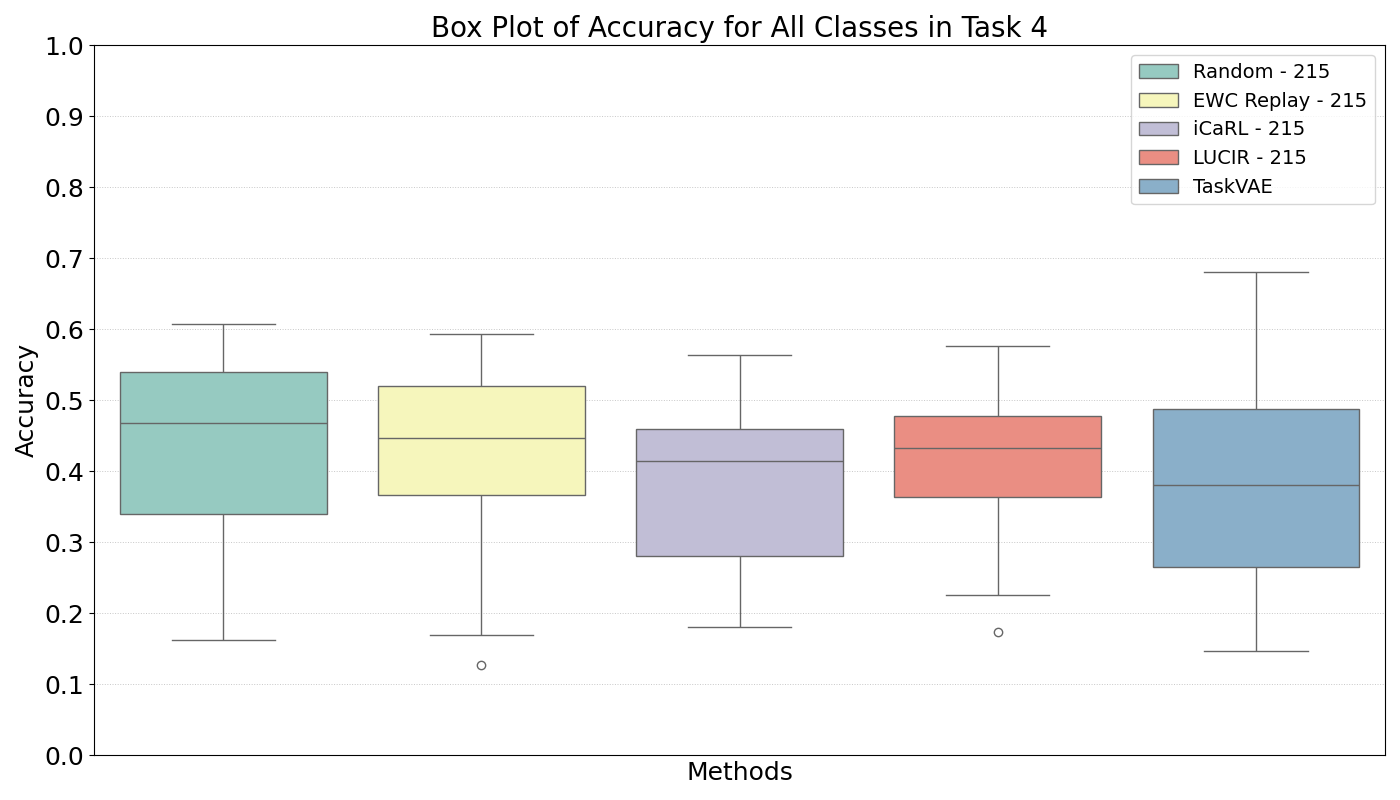 Box Plot of Accuracy for All Classes in Task 4
1.0
0.9
0.8
0.7
0.6
0.5
0.4
0.3
0.2
0.1
0.0
Accuracy
Methods
Random - 215
EWC Replay - 215
iCaRL - 215
LUCIR - 215
TaskVAE